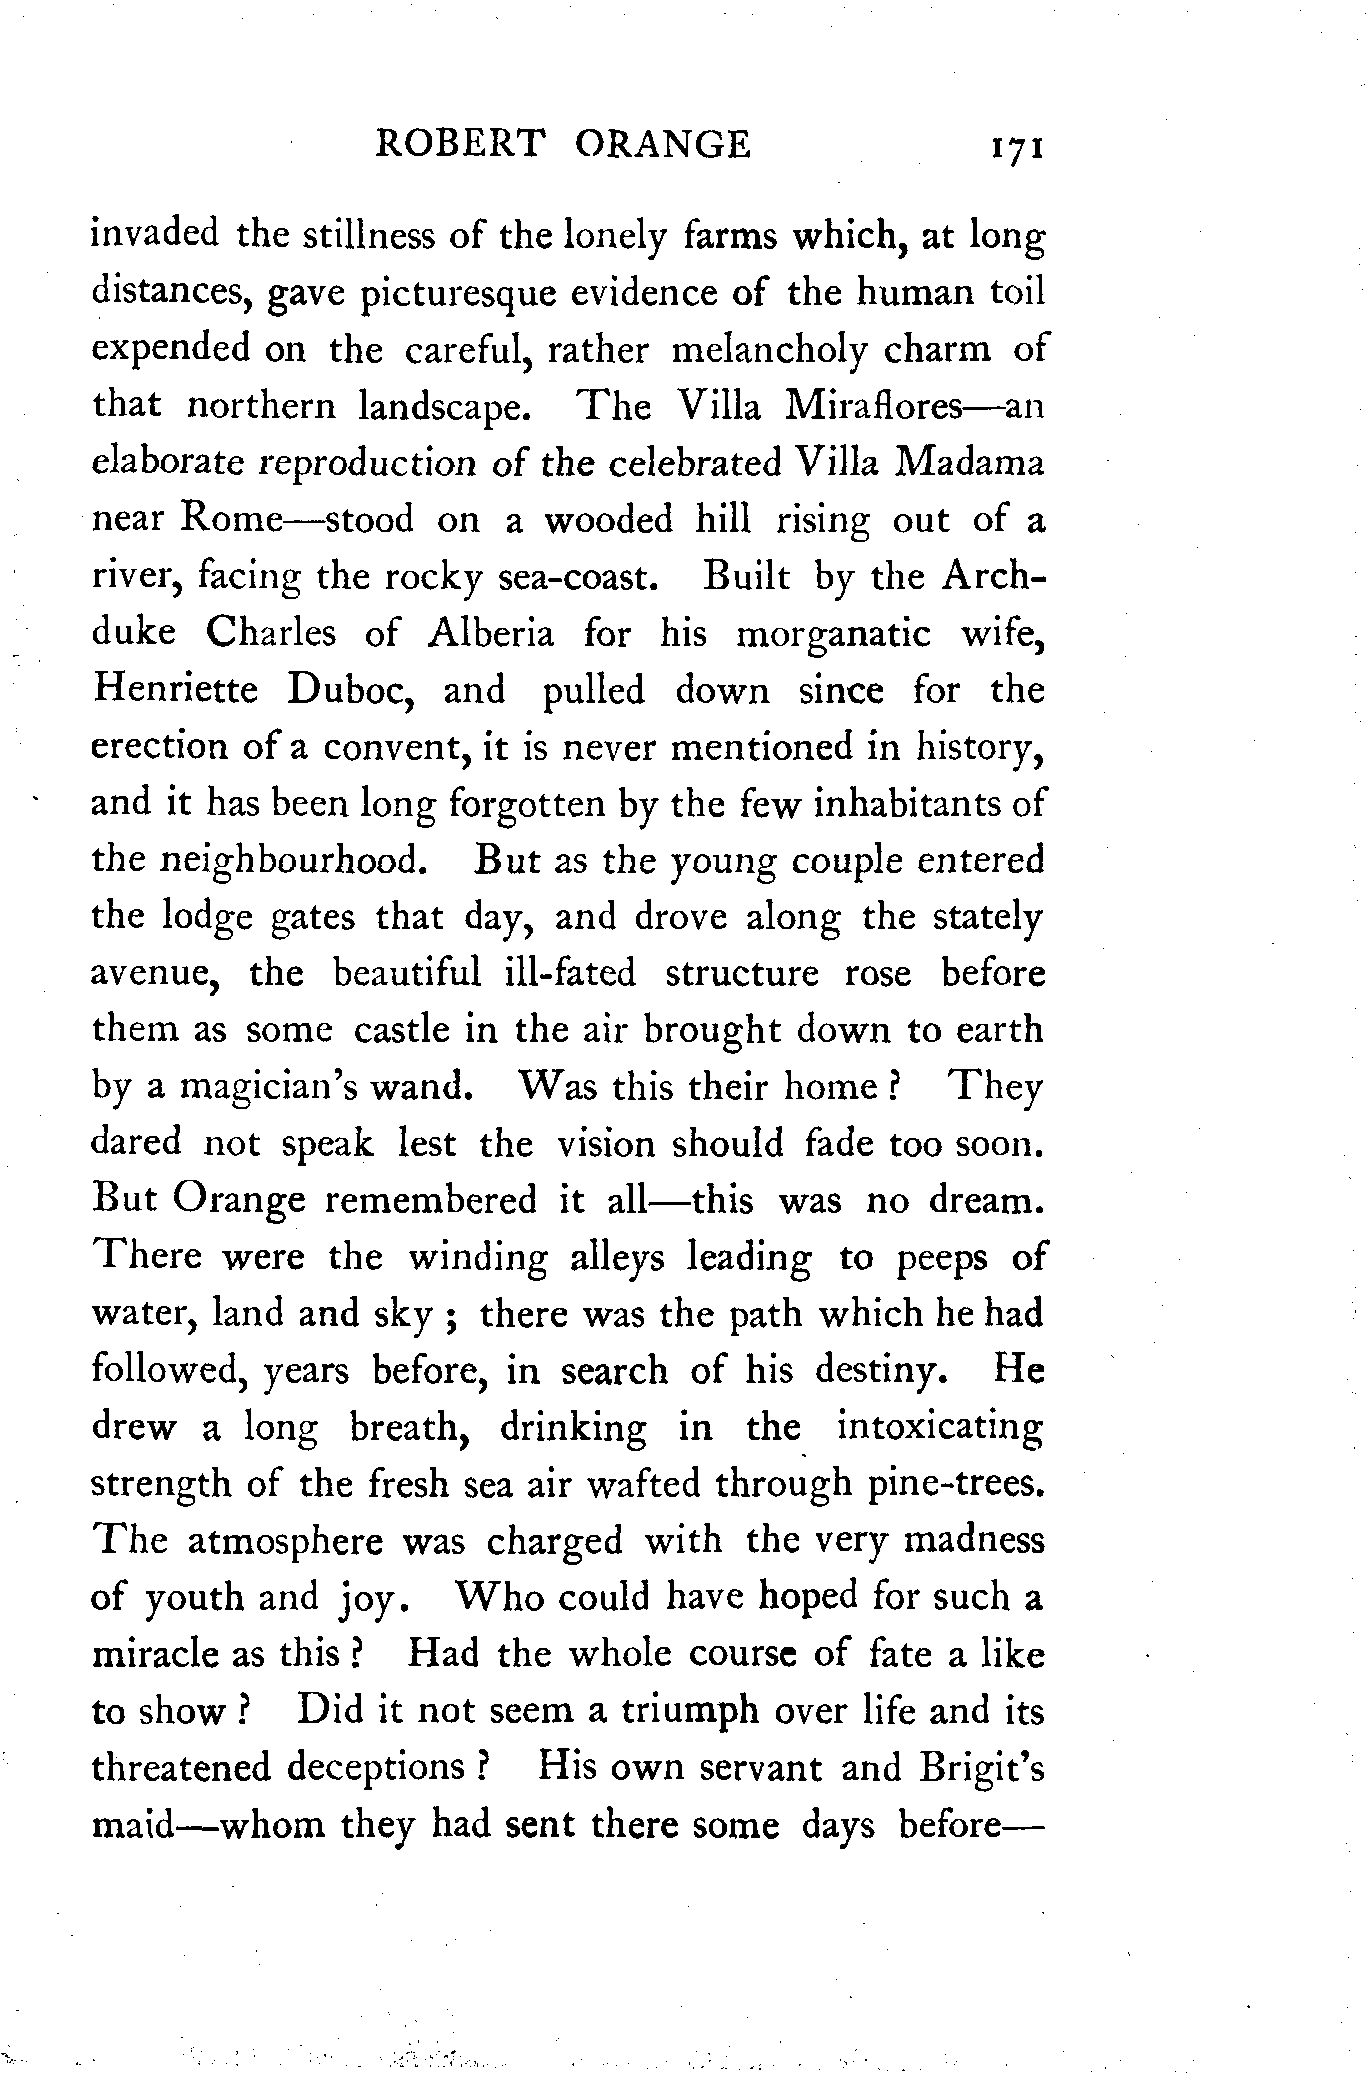 ROBERT ORANGE 171
invaded the stillness of the lonely farms which, at long
distances, gave picturesque evidence of the human toil
expended on the careful, rather melancholy charm of
that northern landscape. The Villa Miraflores—an
elaborate reproduction of the celebrated Villa Madama
near Rome—stood on a wooded hill rising out of a
river, facing the rocky sea-coast. Built by the Arch-
duke Charles of Alberia for his morganatic wife,
Henriette Duboc, and pulled down since for the
erection of a convent, it is never mentioned in history,
and it has been long forgotten by the few inhabitants of
the neighbourhood. But as the young couple entered
the lodge gates that day, and drove along the stately
avenue, the beautiful ill-fated structure rose before
them as some castle in the air brought down to earth
by a magician's wand. Was this their home ? They
dared not speak lest the vision should fade too soon.
But Orange remembered it all—this was no dream.
There were the winding alleys leading to peeps of
water, land and sky ; there was the path which he had
followed, years before, in search of his destiny. He
drew a long breath, drinking in the intoxicating
strength of the fresh sea air wafted through pine-trees.
The atmosphere was charged with the very madness
of youth and joy. Who could have hoped for such a
miracle as this ? Had the whole course of fate a like
to show ? Did it not seem a triumph over life and its
threatened deceptions ? His own servant and Brigit's
maid—whom they had sent there some days before—